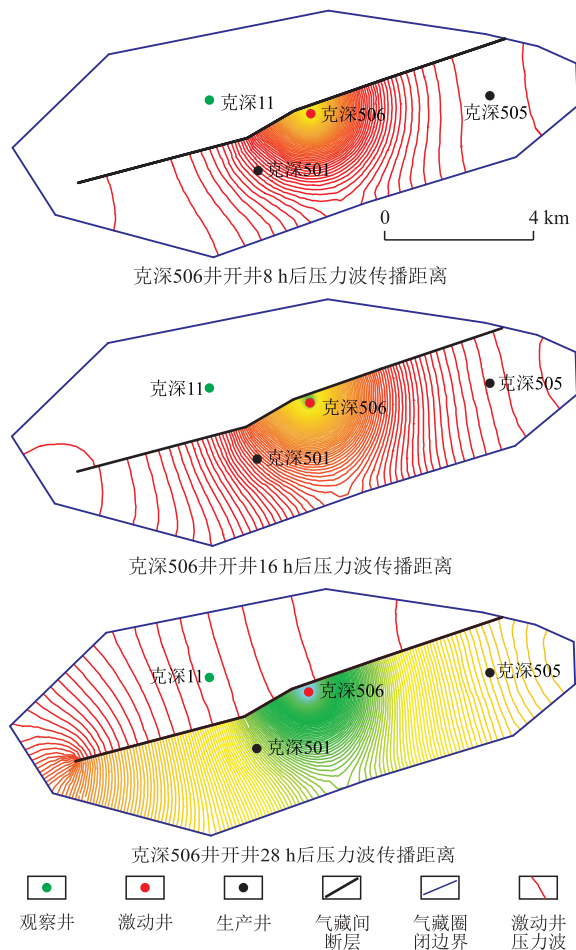 克深11
克深506
克深505
克深501
0
4 km
克深506井开井8 h后压力波传播距离
克深11
克深506
克深505
克深501
克深506井开井16 h后压力波传播距离
克深11
克深506
克深505
克深501
克深506井开井28 h后压力波传播距离
观察井
激动井
生产井
气藏间
断层
气藏圈
闭边界
激动井
压力波